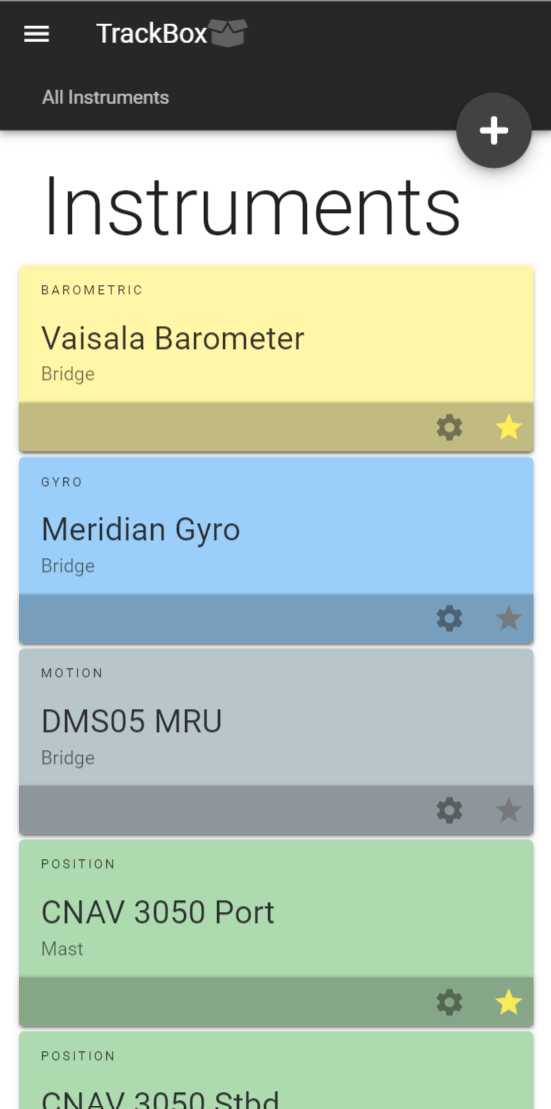 TrackBox
All Instruments
Instruments
BAROMETRIC
Vaisala Barometer
Bridge
GYRO
Meridian Gyro
Bridge
MOTION
DMS05 MRU
Bridge
POSITION
CNAV 3050 Port
Mast
POSITION
CNAV 3050 Stbd